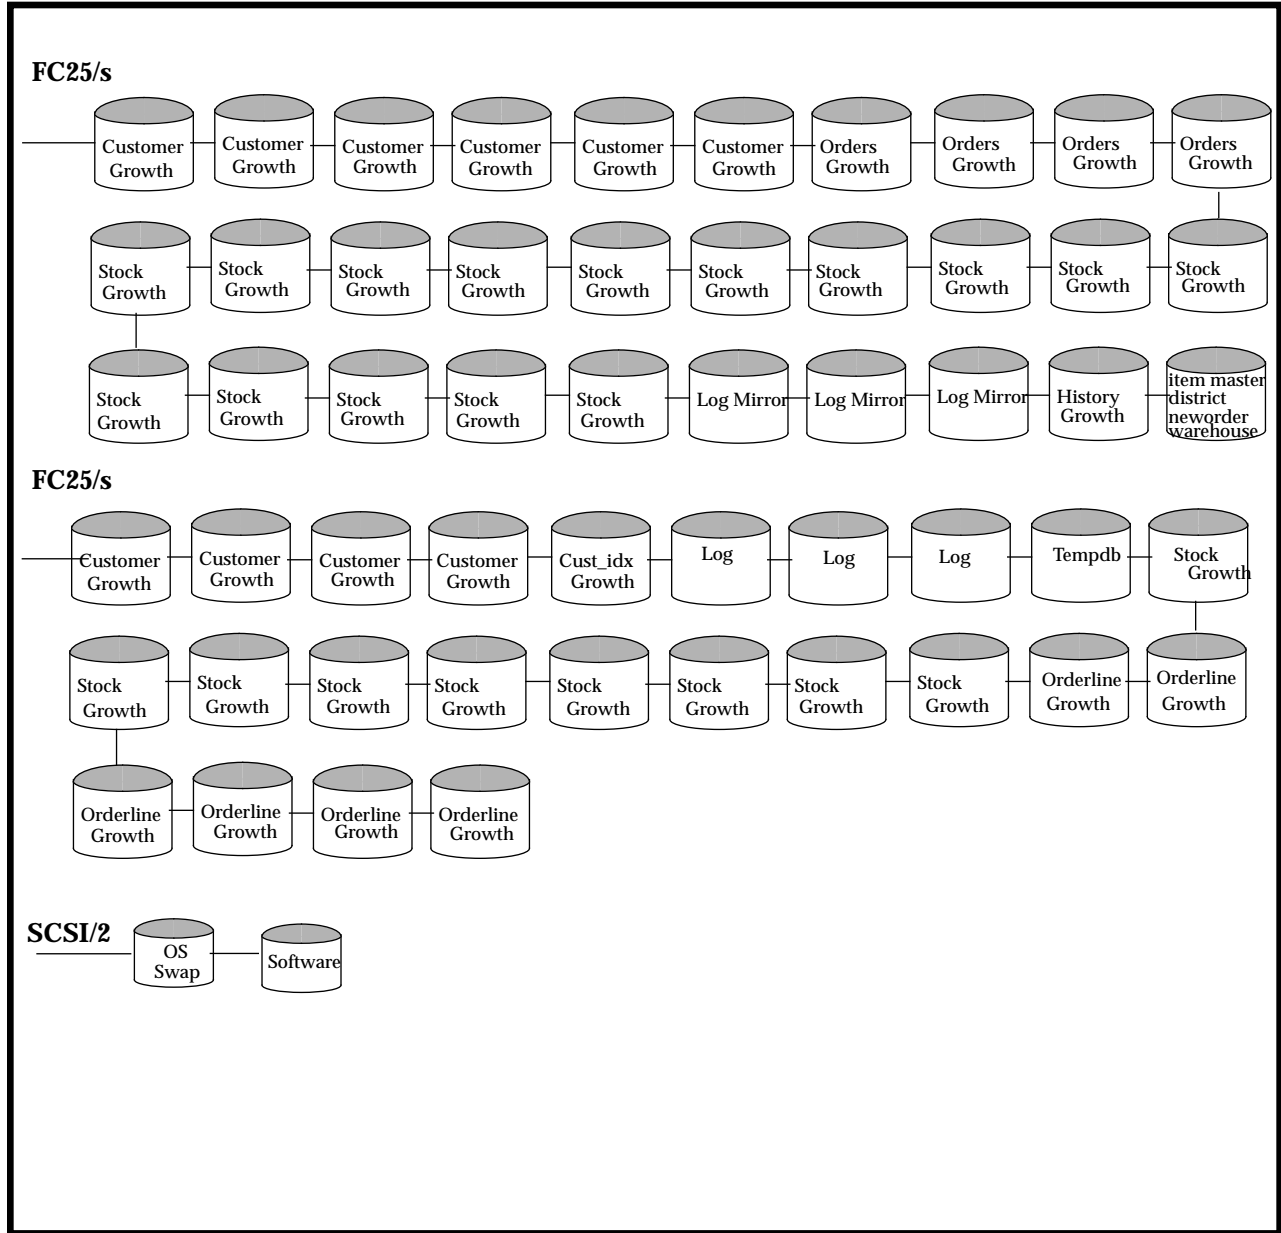 FC25/s
Customer
Growth
Customer
Growth
Customer
Growth
Customer
Growth
Customer
Growth
Customer
Growth
Orders
Growth
Orders
Growth
Orders
Growth
Orders
Growth
Stock
Growth
Stock
Growth
Stock
Growth
Stock
Growth
Stock
Growth
Stock
Growth
Stock
Growth
Stock
Growth
Stock
Growth
Stock
Growth
Stock
Growth
Stock
Growth
Stock
Growth
Stock
Growth
Stock
Growth
Log Mirror
Log Mirror
Log Mirror
History
Growth
item master
district
neworder
warehouse
FC25/s
Customer
Growth
Customer
Growth
Customer
Growth
Customer
Growth
Cust_idx
Growth
Log
Log
Log
Tempdb
Stock
Growth
Stock
Growth
Stock
Growth
Stock
Growth
Stock
Growth
Stock
Growth
Stock
Growth
Stock
Growth
Stock
Growth
Orderline
Growth
Orderline
Growth
Orderline
Growth
Orderline
Growth
Orderline
Growth
Orderline
Growth
SCSI/2
OS
Swap
Software